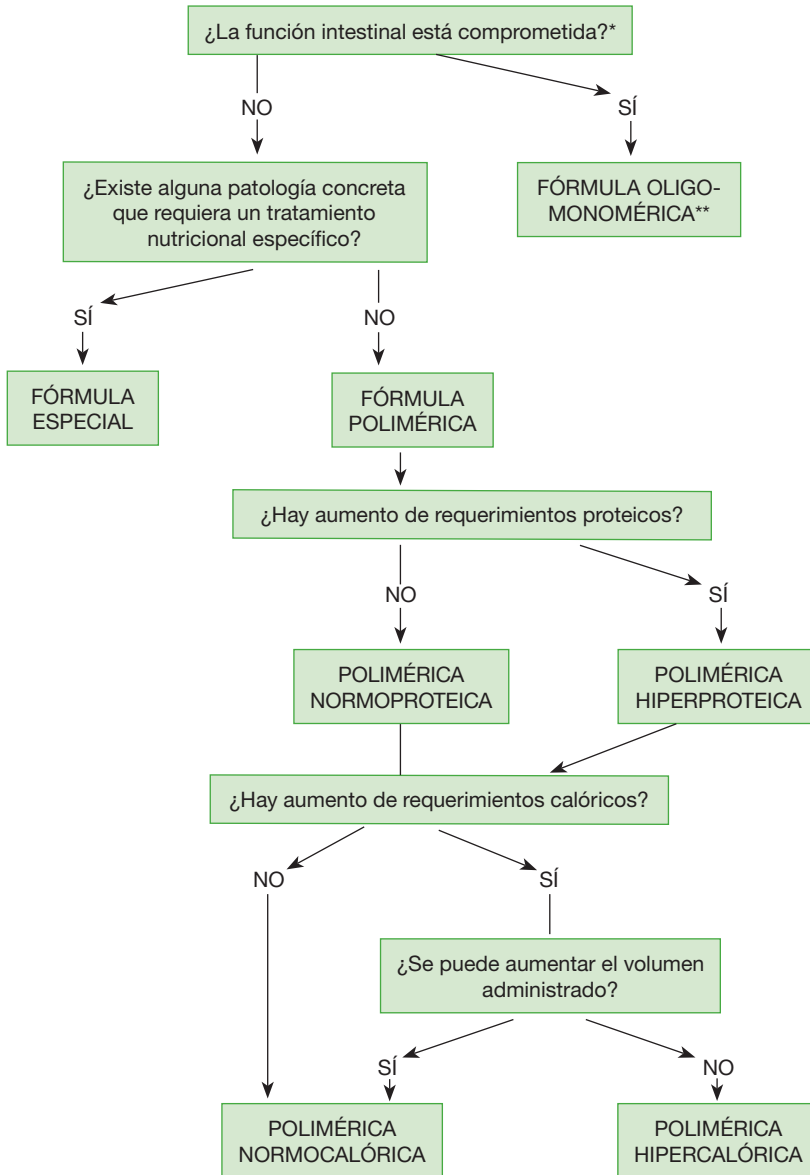 ¿La función intestinal está comprometida?*
NO
SÍ
¿Existe alguna patología concreta
que requiera un tratamiento
nutricional específico?
FÓRMULA OLIGO-
MONOMÉRICA**
SÍ
NO
FÓRMULA
ESPECIAL
FÓRMULA
POLIMÉRICA
¿Hay aumento de requerimientos proteicos?
NO
SÍ
POLIMÉRICA
NORMOPROTEICA
POLIMÉRICA
HIPERPROTEICA
¿Hay aumento de requerimientos calóricos?
NO
SÍ
¿Se puede aumentar el volumen
administrado?
SÍ
NO
POLIMÉRICA
NORMOCALÓRICA
POLIMÉRICA
HIPERCALÓRICA